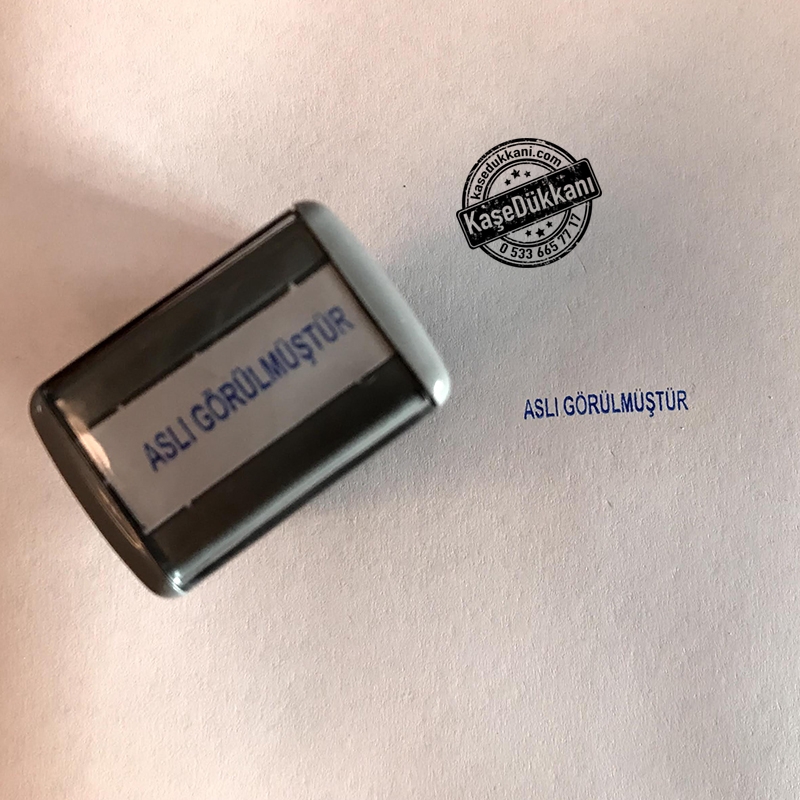 kasedukkani.com
KaşeDükkanı
0 533 665 77 17
ASLI GÖRÜLMÜŞTÜR
ASLI GÖRÜLMÜŞTÜR